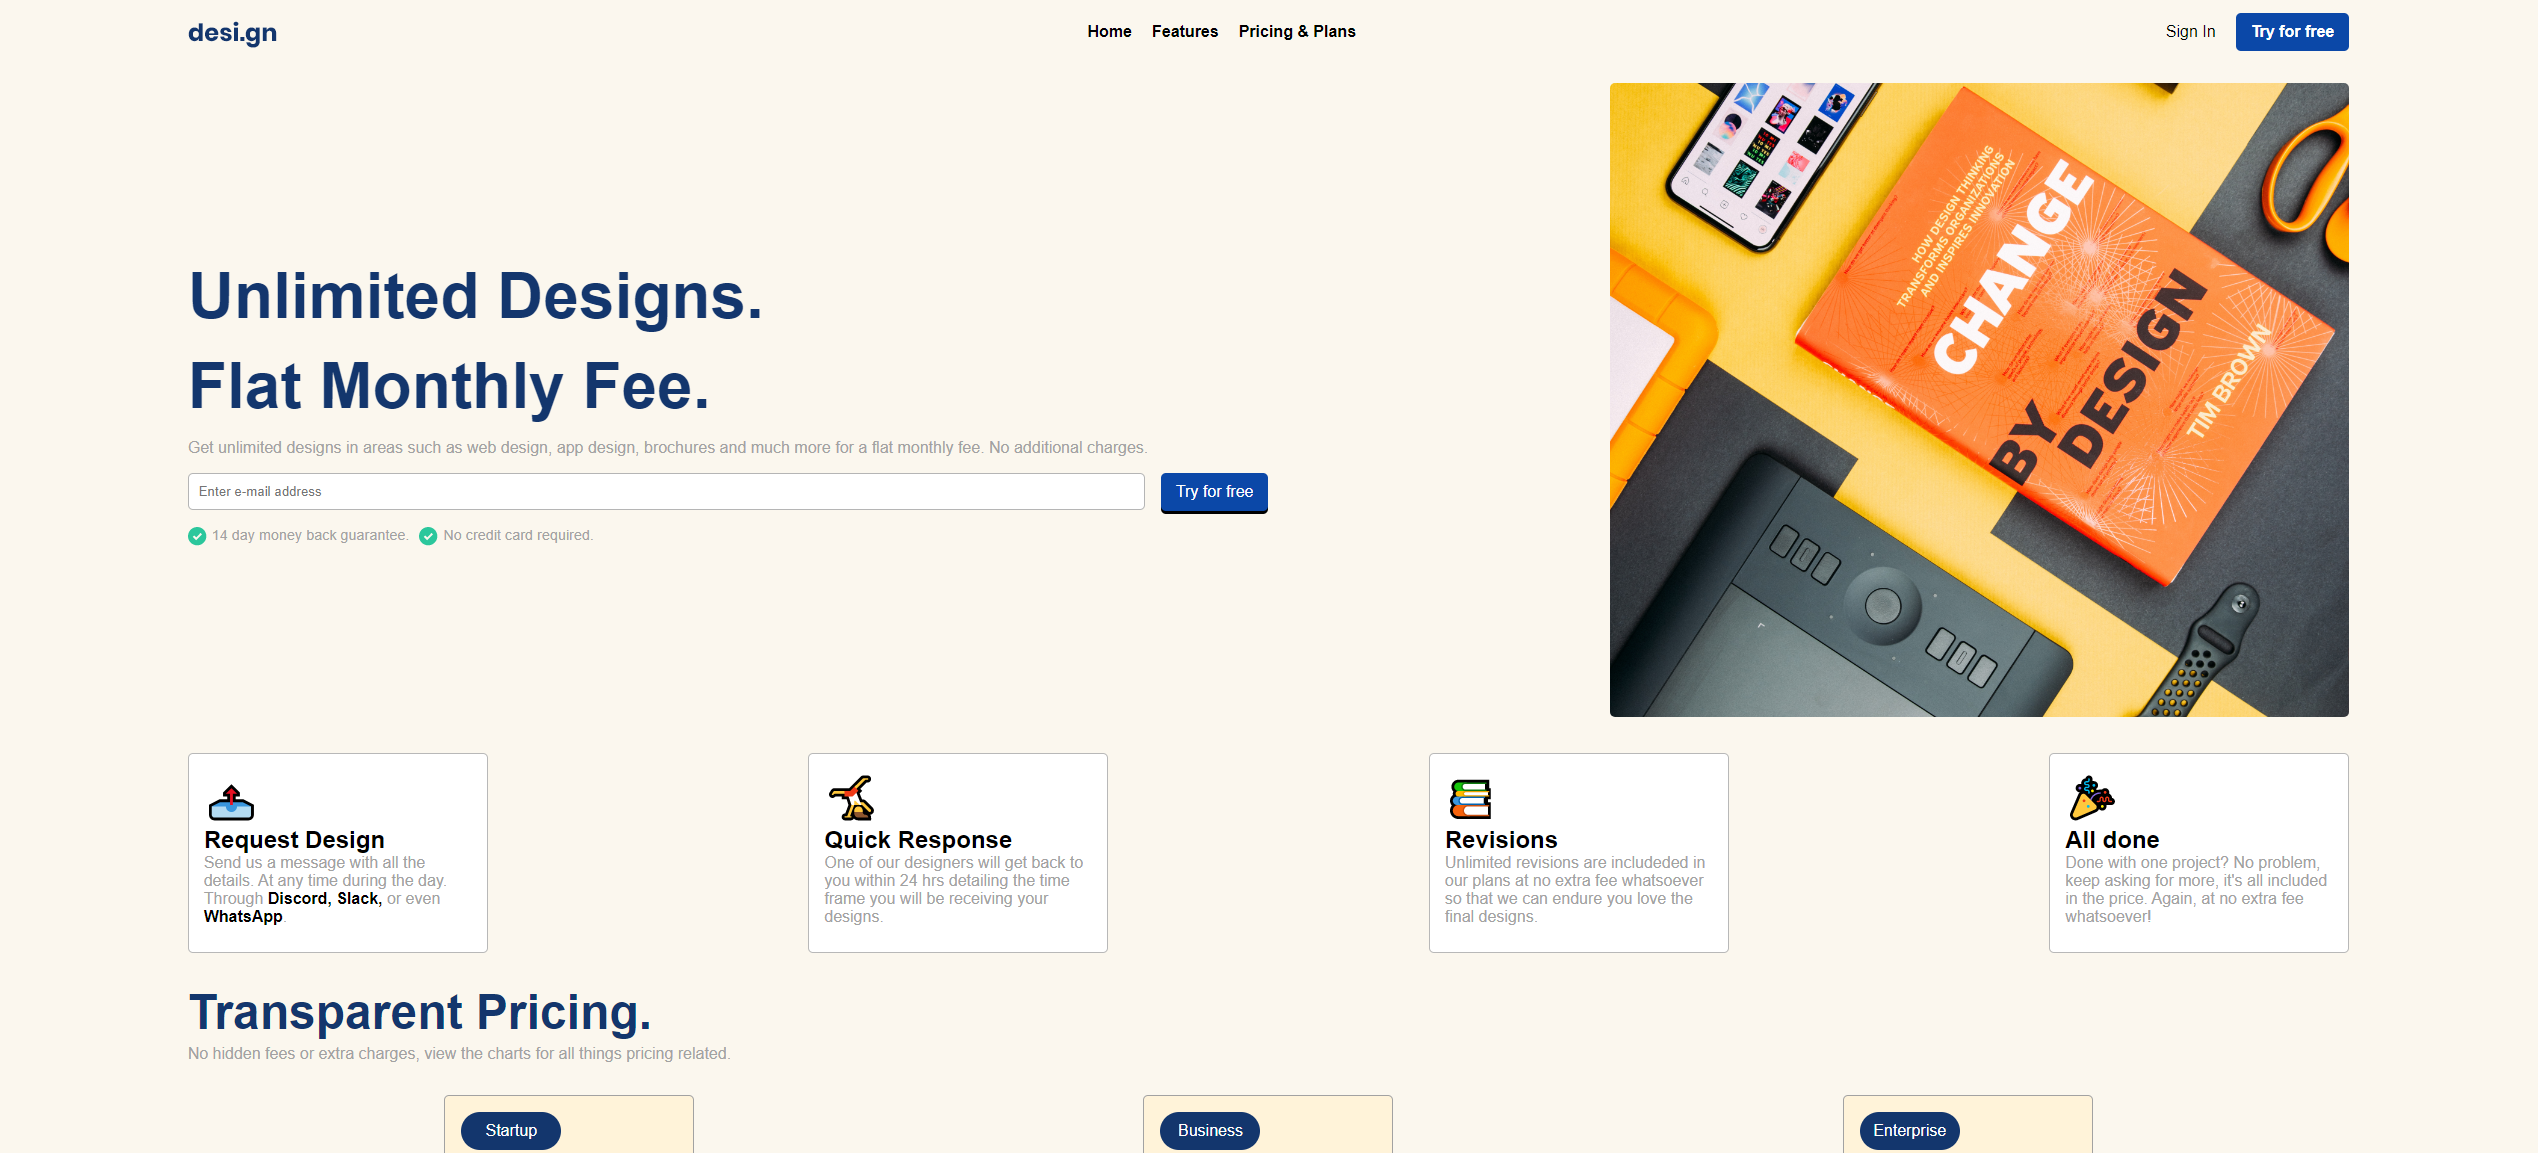 desi.gn
Home Features Pricing & Plans
Sign In Try for free
Unlimited Designs.
Flat Monthly Fee.
Get unlimited designs in areas such as web design, app design, brochures and much more for a flat monthly fee. No additional charges.
Enter e-mail address
Try for free
14 day money back guarantee. No credit card required.
HOW DESIGN THINKING
TRANSFORMS ORGANIZATIONS
AND INSPIRES INNOVATION
CHANGE
BY
DESIGN
TIM BROWN
Request Design
Send us a message with all the
details. At any time during the day.
Through Discord, Slack, or even
WhatsApp.
Quick Response
One of our designers will get back to
you within 24 hrs detailing the time
frame you will be receiving your
designs.
Revisions
Unlimited revisions are includeded in
our plans at no extra fee whatsoever
so that we can endure you love the
final designs.
All done
Done with one project? No problem,
keep asking for more, it's all included
in the price. Again, at no extra fee
whatsoever!
Transparent Pricing.
No hidden fees or extra charges, view the charts for all things pricing related.
Startup
Business
Enterprise